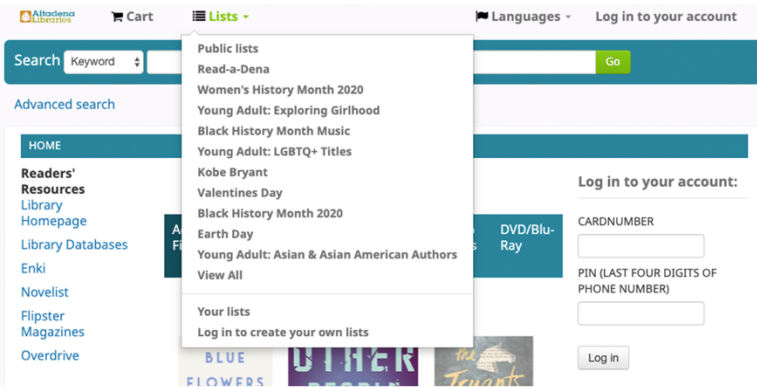 Altadena
Libraries
Cart
Lists
Languages
Log in to your account
Search
Keyword
Go
Advanced search
Public lists
Read-a-Dena
Women's History Month 2020
Young Adult: Exploring Girlhood
Black History Month Music
Young Adult: LGBTQ+ Titles
Kobe Bryant
Valentines Day
Black History Month 2020
Earth Day
Young Adult: Asian & Asian American Authors
View All
Your lists
Log in to create your own lists
HOME
Readers'
Resources
Library
Homepage
Library Databases
Enki
Novelist
Flipster
Magazines
Overdrive
DVD/Blu-
Ray
BLUE
FLOWERS
OTHER
PEOPLE
The
Truants
Log in to your account:
CARDNUMBER
PIN (LAST FOUR DIGITS OF
PHONE NUMBER)
Log in